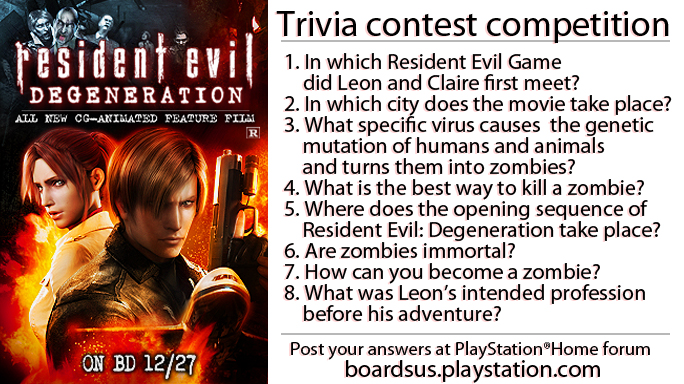 resident evil
DEGENERATION
ALL NEW CG-ANIMATED FEATURE FILM
R
ON BD 12/27
Trivia contest competition
1. In which Resident Evil Game
did Leon and Claire first meet?
2. In which city does the movie take place?
3. What specific virus causes the genetic
mutation of humans and animals
and turns them into zombies?
4. What is the best way to kill a zombie?
5. Where does the opening sequence of
Resident Evil: Degeneration take place?
6. Are zombies immortal?
7. How can you become a zombie?
8. What was Leon's intended profession
before his adventure?
Post your answers at PlayStation®Home forum
boardsus.playstation.com